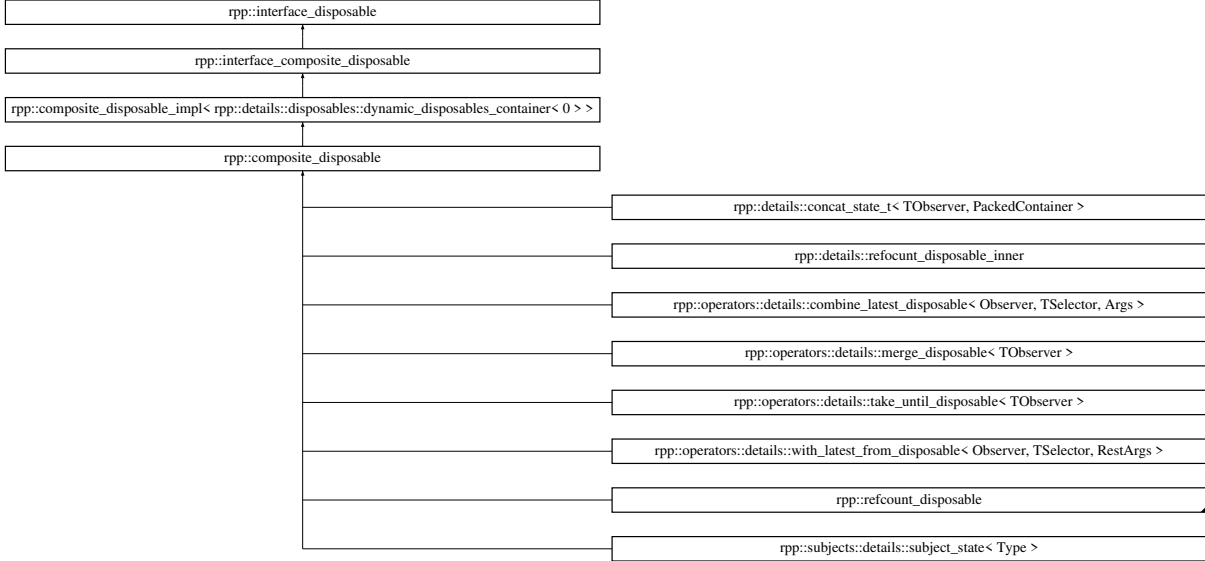 rpp::interface_disposable
rpp::interface_composite_disposable
rpp::composite_disposable_impl< rpp::details::disposables::dynamic_disposables_container< 0 > >
rpp::composite_disposable
rpp::details::concat_state_t< TObserver, PackedContainer >
rpp::details::refocunt_disposable_inner
rpp::operators::details::combine_latest_disposable< Observer, TSelector, Args >
rpp::operators::details::merge_disposable< TObserver >
rpp::operators::details::take_until_disposable< TObserver >
rpp::operators::details::with_latest_from_disposable< Observer, TSelector, RestArgs >
rpp::refcount_disposable
rpp::subjects::details::subject_state< Type >